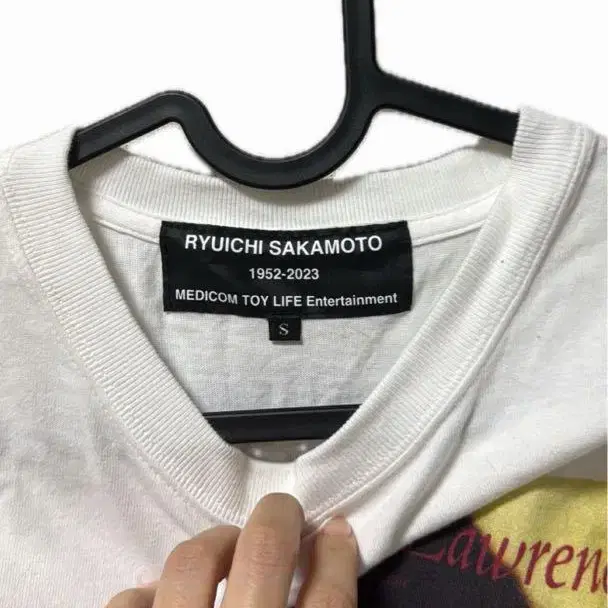 RYUICHI SAKAMOTO
1952-2023
MEDICOM TOY LIFE Entertainment
S